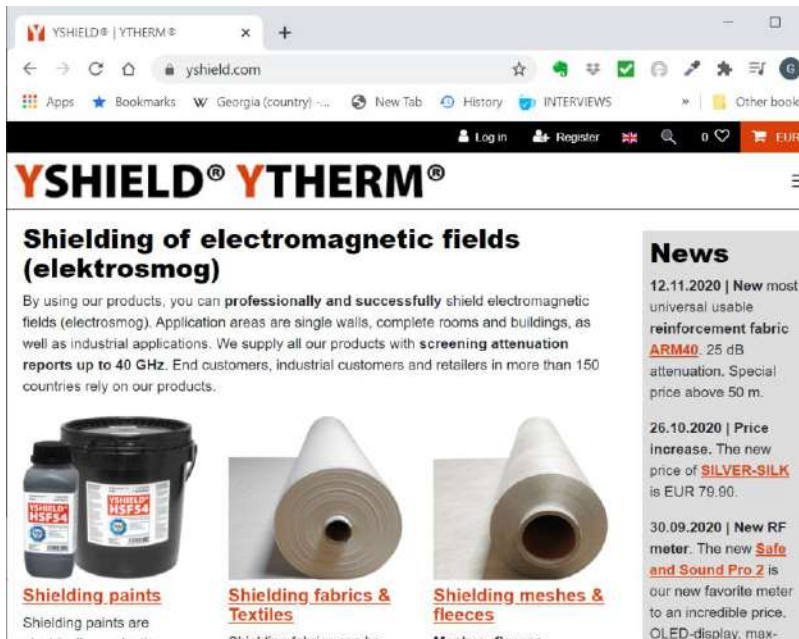 YSHIELD® | YTHERM®
yshield.com
Apps Bookmarks W Georgia (country) -... New Tab History INTERVIEWS » Other book
Log in Register 0 EUR
YSHIELD® YTHERM®
Shielding of electromagnetic fields
(elektrosmog)
By using our products, you can professionally and successfully shield electromagnetic
fields (electrosmog). Application areas are single walls, complete rooms and buildings, as
well as industrial applications. We supply all our products with screening attenuation
reports up to 40 GHz. End customers, industrial customers and retailers in more than 150
countries rely on our products.
YSHIELD®
HSF54
YSHIELD®
HSF54
Shielding paints
Shielding paints are
Shielding fabrics &
Textiles
Shielding meshes &
fleeces
News
12.11.2020 | New most
universal usable
reinforcement fabric
ARM40. 25 dB
attenuation. Special
price above 50 m.
26.10.2020 | Price
increase. The new
price of SILVER-SILK
is EUR 79.90.
30.09.2020 | New RF
meter. The new Safe
and Sound Pro 2 is
our new favorite meter
to an incredible price.
OLED-display, max-